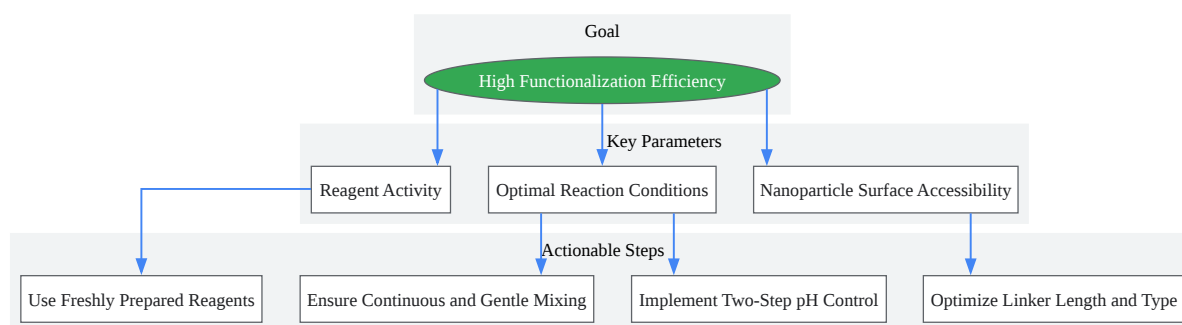 Goal
High Functionalization Efficiency
Key Parameters
Reagent Activity
Optimal Reaction Conditions
Nanoparticle Surface Accessibility
Actionable Steps
Use Freshly Prepared Reagents
Ensure Continuous and Gentle Mixing
Implement Two-Step pH Control
Optimize Linker Length and Type